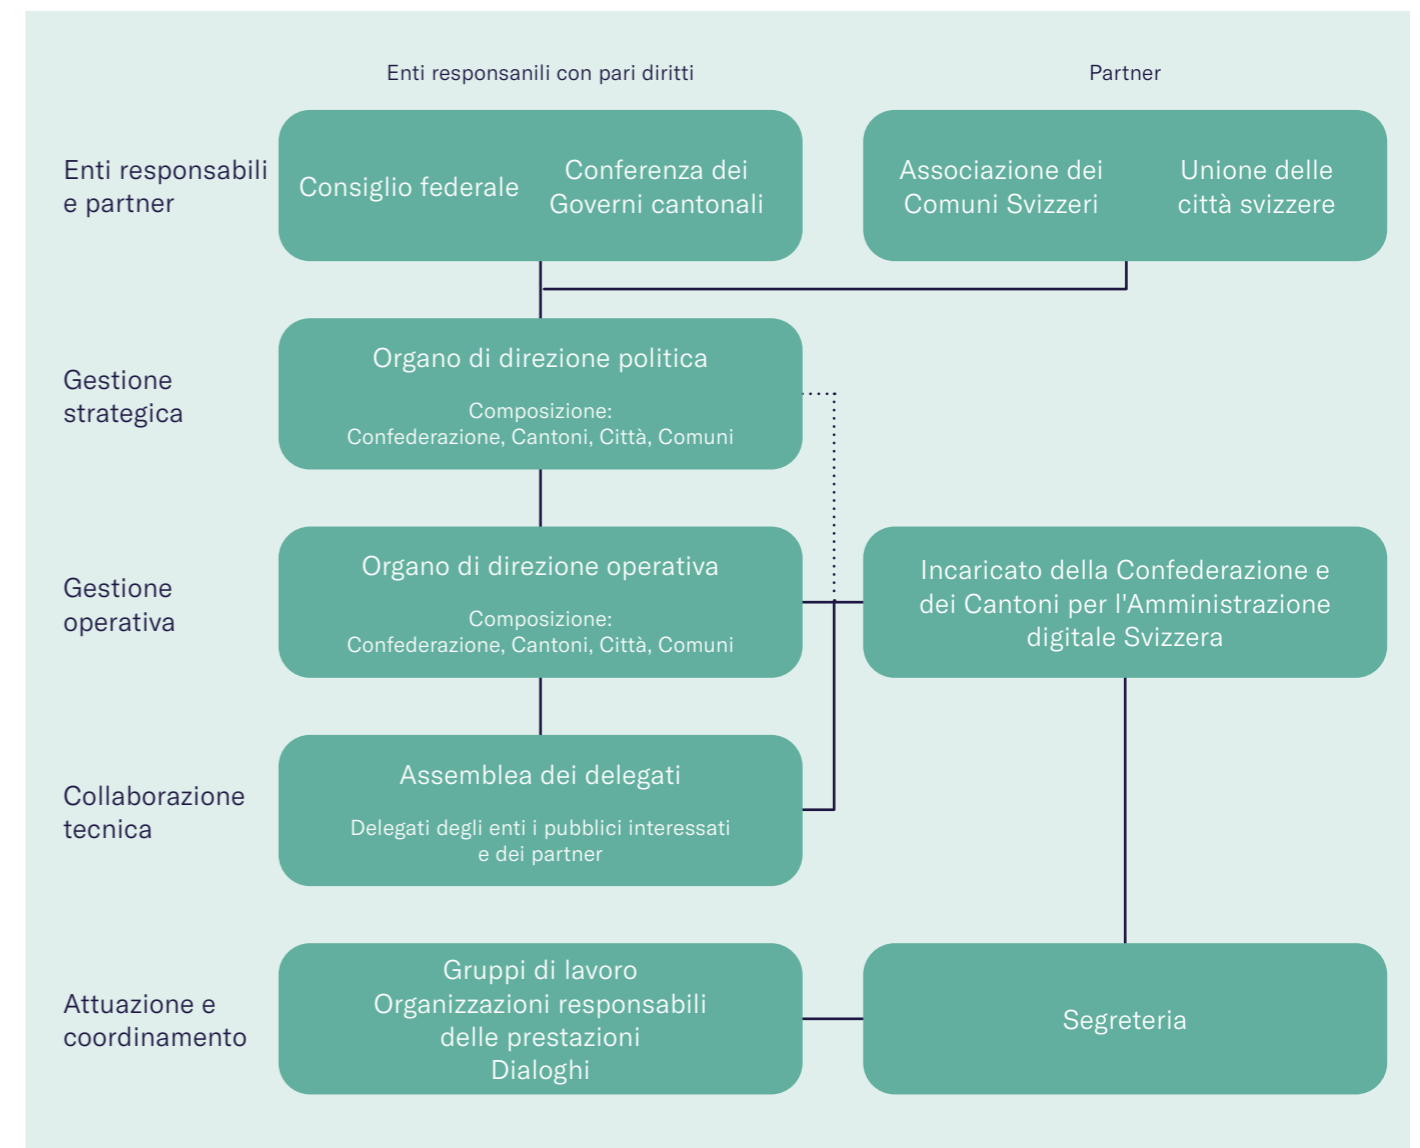 Enti responsanili con pari diritti
Partner
Enti responsabili
e partner
Consiglio federale
Conferenza dei
Governi cantonali
Associazione dei
Comuni Svizzeri
Unione delle
città svizzere
Gestione
strategica
Organo di direzione politica
Composizione:
Confederazione, Cantoni, Città, Comuni
Gestione
operativa
Organo di direzione operativa
Composizione:
Confederazione, Cantoni, Città, Comuni
Incaricato della Confederazione e
dei Cantoni per l'Amministrazione
digitale Svizzera
Collaborazione
tecnica
Assemblea dei delegati
Delegati degli enti i pubblici interessati
e dei partner
Attuazione e
coordinamento
Gruppi di lavoro
Organizzazioni responsabili
delle prestazioni
Dialoghi
Segreteria